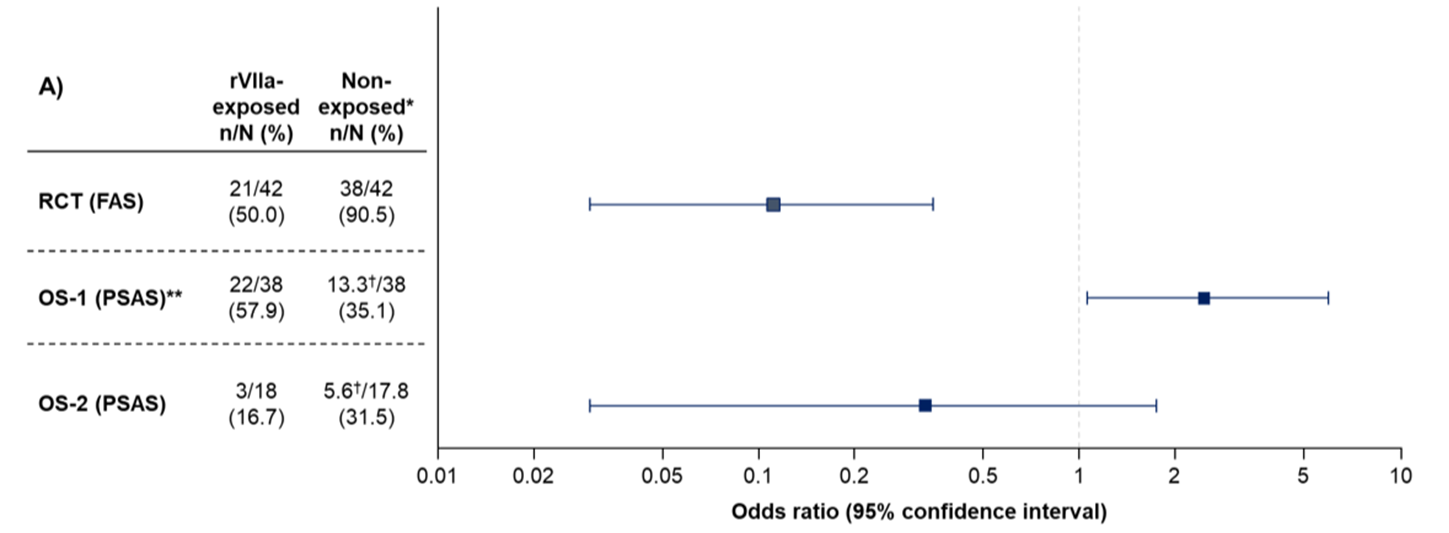 A)
rVIIa-
exposed
n/N (%)
Non-
exposed*
n/N (%)
RCT (FAS)
21/42
(50.0)
38/42
(90.5)
OS-1 (PSAS)**
22/38
(57.9)
13.3†/38
(35.1)
OS-2 (PSAS)
3/18
(16.7)
5.6†/17.8
(31.5)
0.01 0.02 0.05 0.1 0.2 0.5 1 2 5 10
Odds ratio (95% confidence interval)